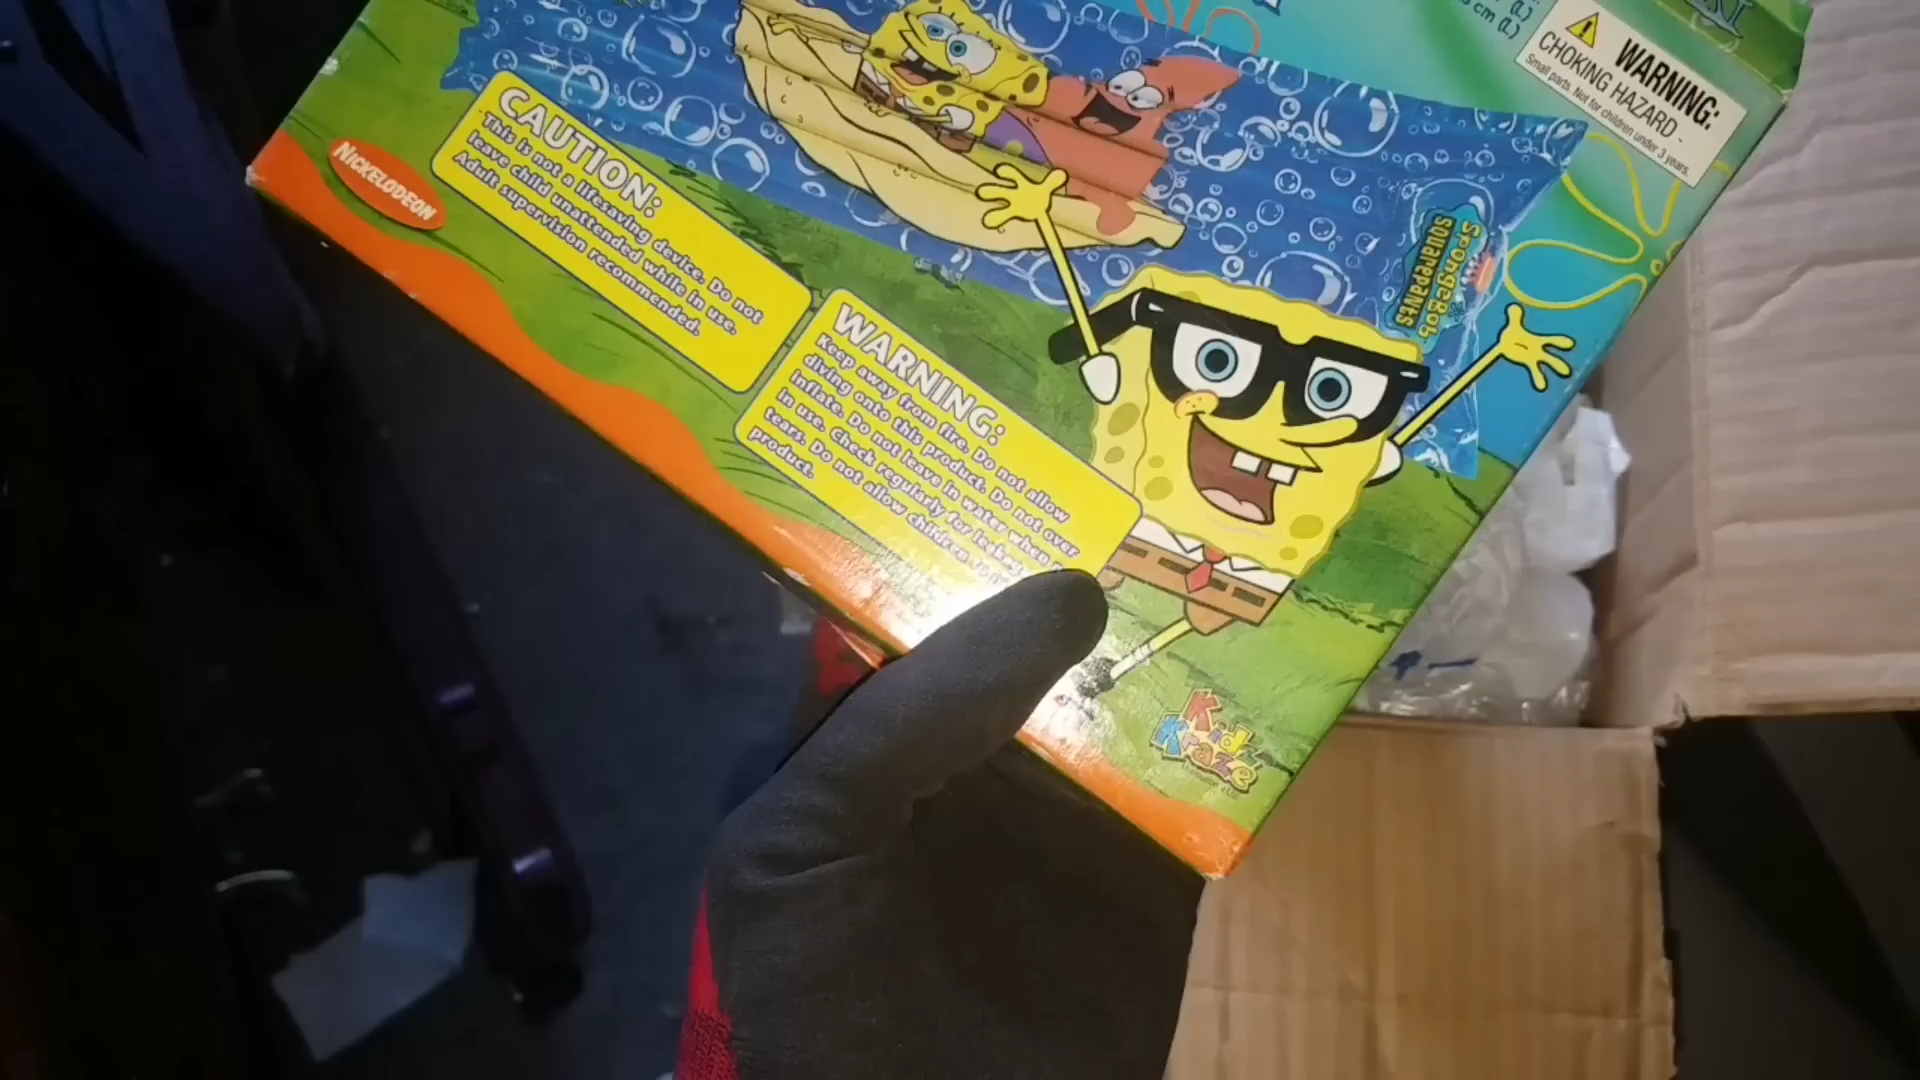 cm (L)
WARNING:
CHOKING HAZARD -
Small parts. Not for children under 3 years.
NICKELODEON
CAUTION:
This is not a lifesaving device. Do not
leave child unattended while in use.
Adult supervision recommended.
SpongeBob
SquarePants
WARNING:
Keep away from fire. Do not allow
diving onto this product. Do not over
inflate. Do not leave in water when
in use. Check regularly for leaks
tears. Do not allow children
product.
Kidz
Kraze